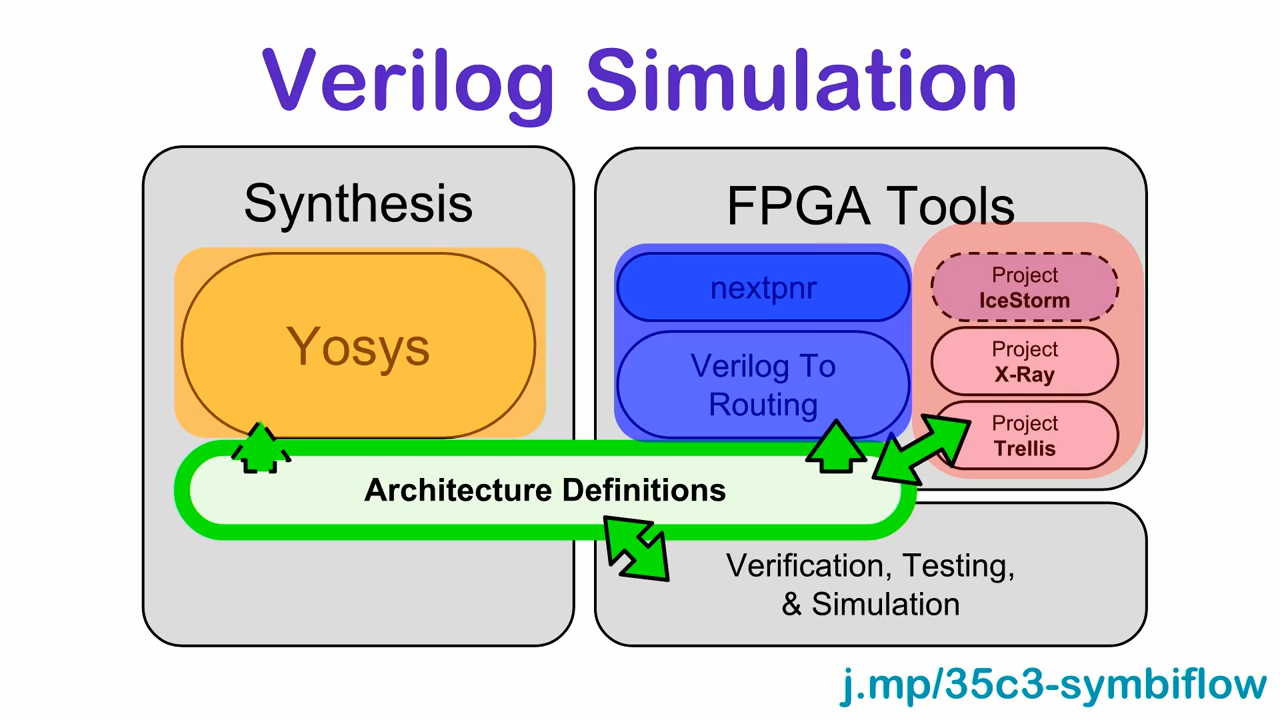 Verilog Simulation
Synthesis
Yosys
FPGA Tools
nextpnr
Verilog To
Routing
Project
IceStorm
Project
X-Ray
Project
Trellis
Architecture Definitions
Verification, Testing,
& Simulation
j.mp/35c3-symbiflow